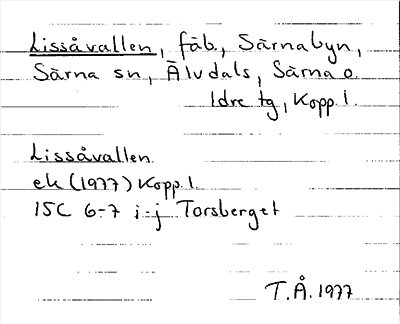 Lissåvallen, fäb., Särnabyn,
Särna sn, Älvdals, Särna o.
Idre tg, Kopp. l.
Lissåvallen
ek (1977) Kopp. l.
15C 6-7 i-j Torsberget
T.Å. 1977